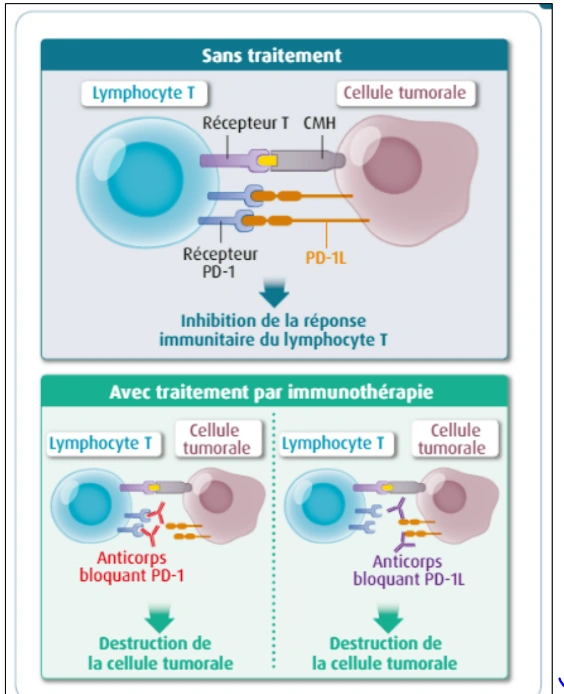 Sans traitement
Lymphocyte T
Cellule tumorale
Récepteur T
CMH
Récepteur
PD-1
PD-1L
Inhibition de la réponse
immunitaire du lymphocyte T
Avec traitement par immunothérapie
Lymphocyte T
Cellule
tumorale
Anticorps
bloquant PD-1
Destruction de
la cellule tumorale
Lymphocyte T
Cellule
tumorale
Anticorps
bloquant PD-1L
Destruction de
la cellule tumorale